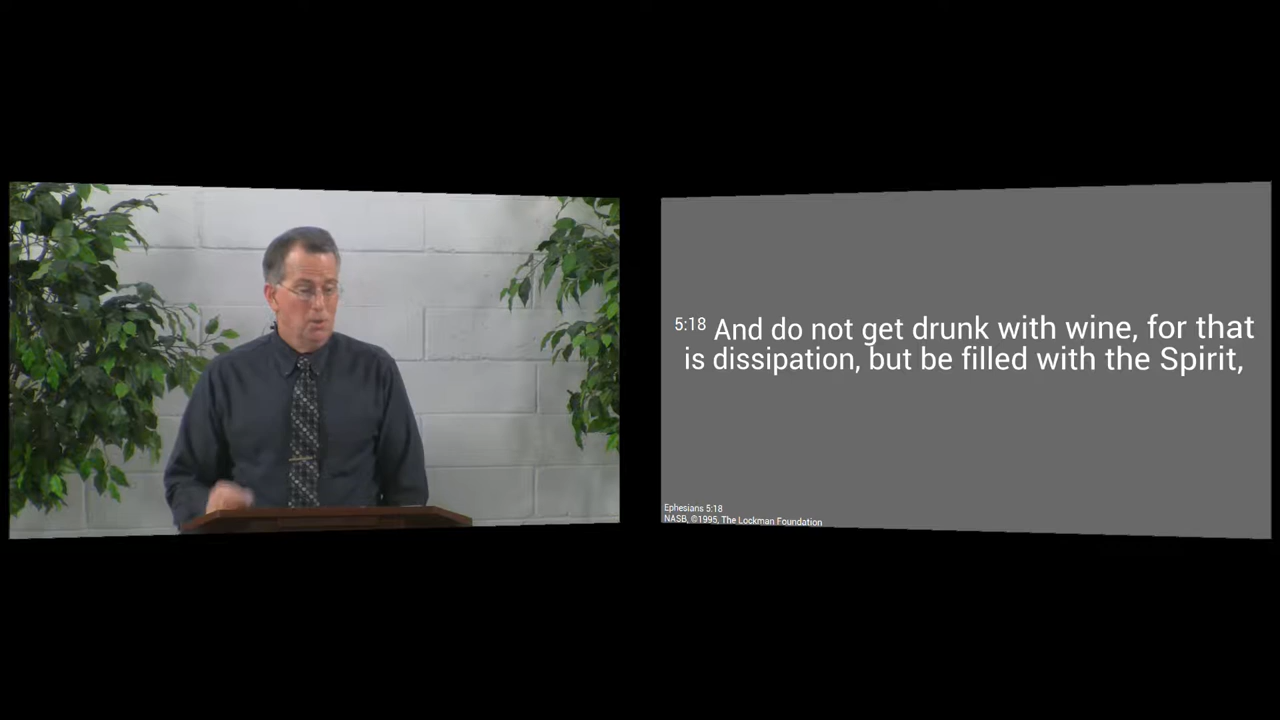 5:18 And do not get drunk with wine, for that
is dissipation, but be filled with the Spirit,
Ephesians 5:18
NASB, ©1995, The Lockman Foundation